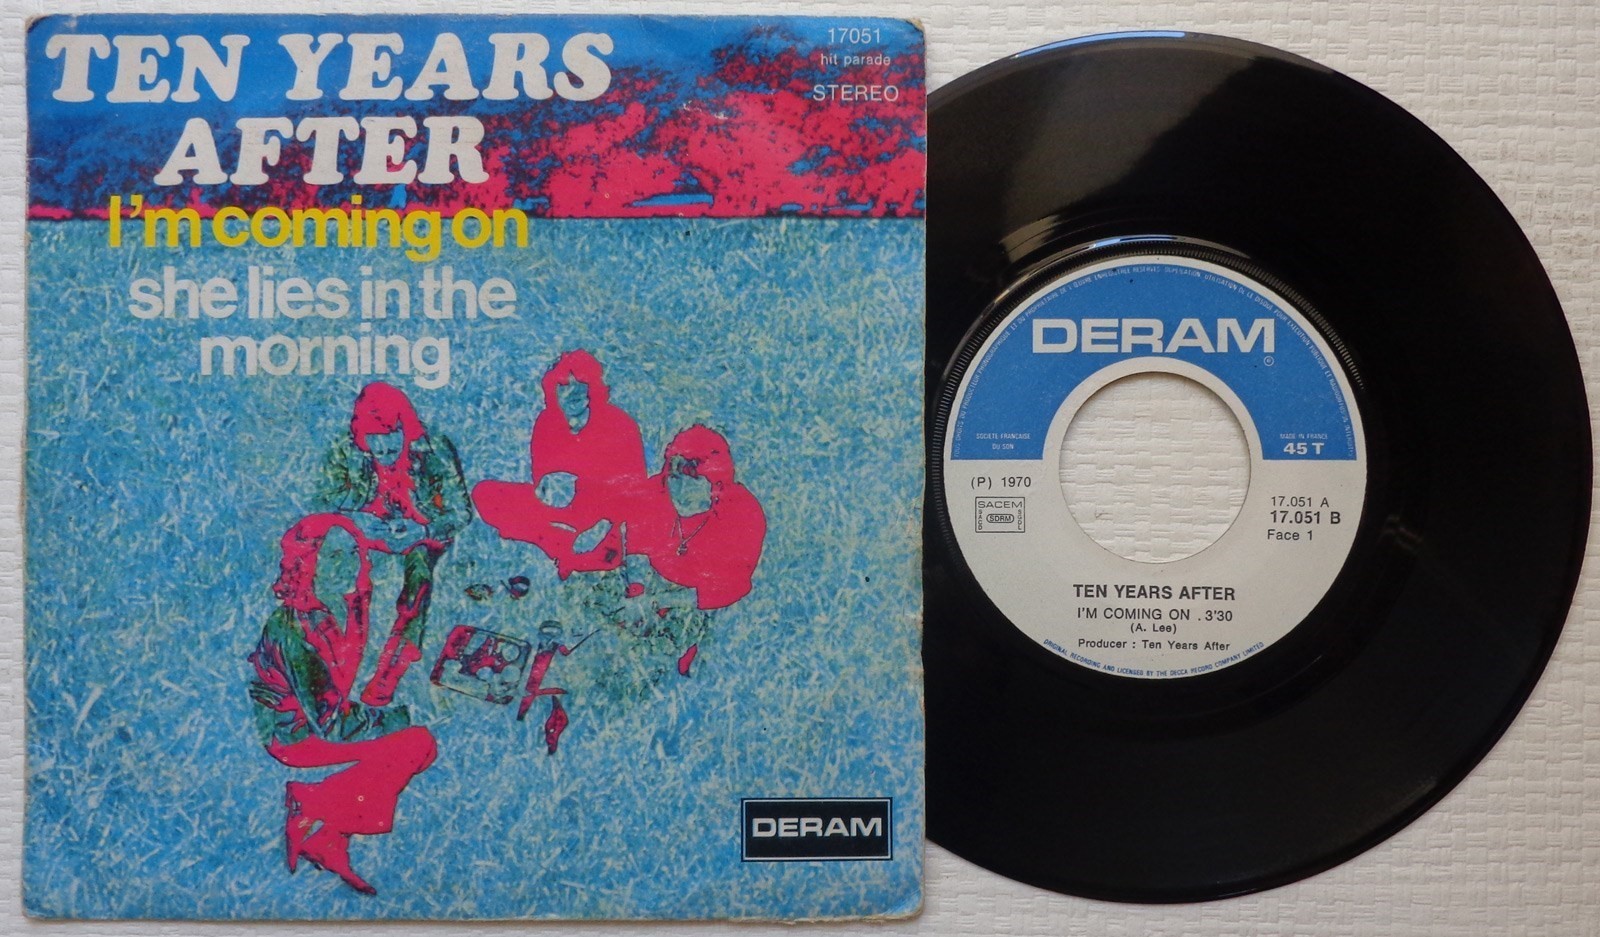 TEN YEARS
AFTER
I'm coming on
she lies in the
morning
17051
hit parade
STEREO
DERAM
DERAM
®
SOCIÉTÉ FRANÇAISE
DU SON
MADE IN FRANCE
45 T
(P) 1970
SACEM
SDRM
17.051 A
17.051 B
Face 1
TEN YEARS AFTER
I'M COMING ON . 3'30
(A. Lee)
Producer : Ten Years After
ORIGINAL RECORDING AND LICENSED BY THE DECCA RECORD COMPANY LIMITED